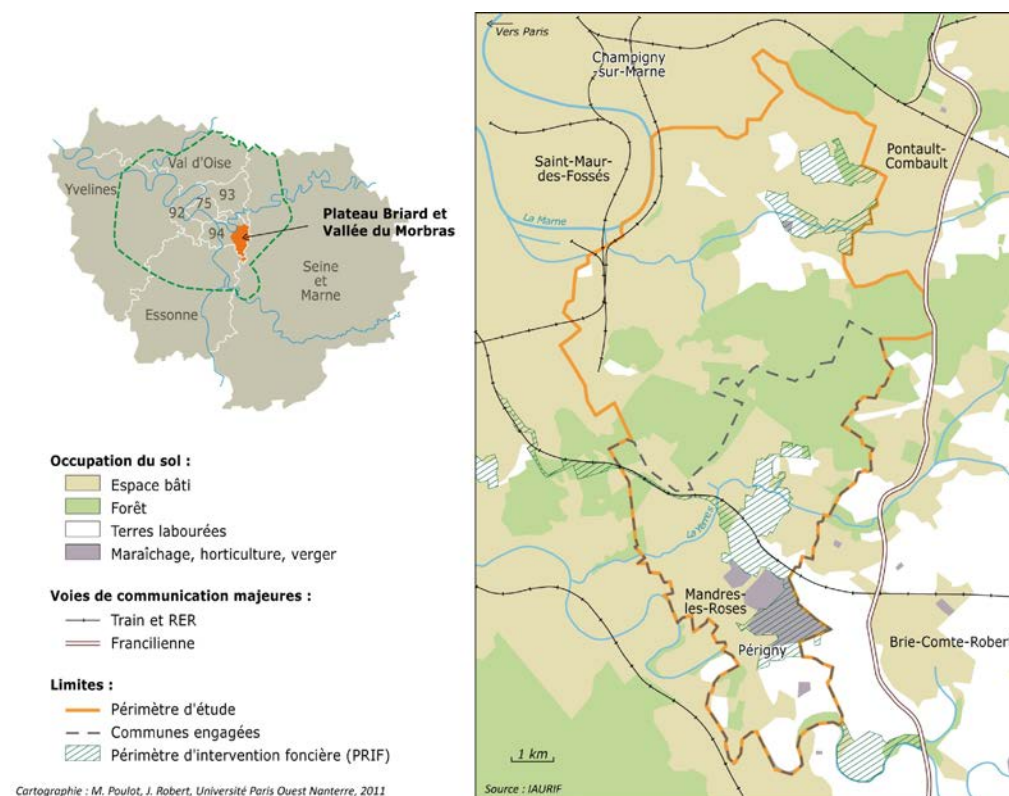 Val d'Oise
Yvelines
93
75
92
94
Plateau Briard et
Vallée du Morbras
Seine
et
Marne
Essonne
Occupation du sol :
Espace bâti
Forêt
Terres labourées
Maraîchage, horticulture, verger
Voies de communication majeures :
Train et RER
Francilienne
Limites :
Périmètre d'étude
Communes engagées
Périmètre d'intervention foncière (PRIF)
Cartographie : M. Poulot, J. Robert, Université Paris Ouest Nanterre, 2011
Vers Paris
Champigny
-sur-Marne
Saint-Maur
-des-Fossés
Pontault-
Combault
La Marne
La Yerres
Mandres-
les-Roses
Périgny
Brie-Comte-Robert
1 km
Source : IAURIF